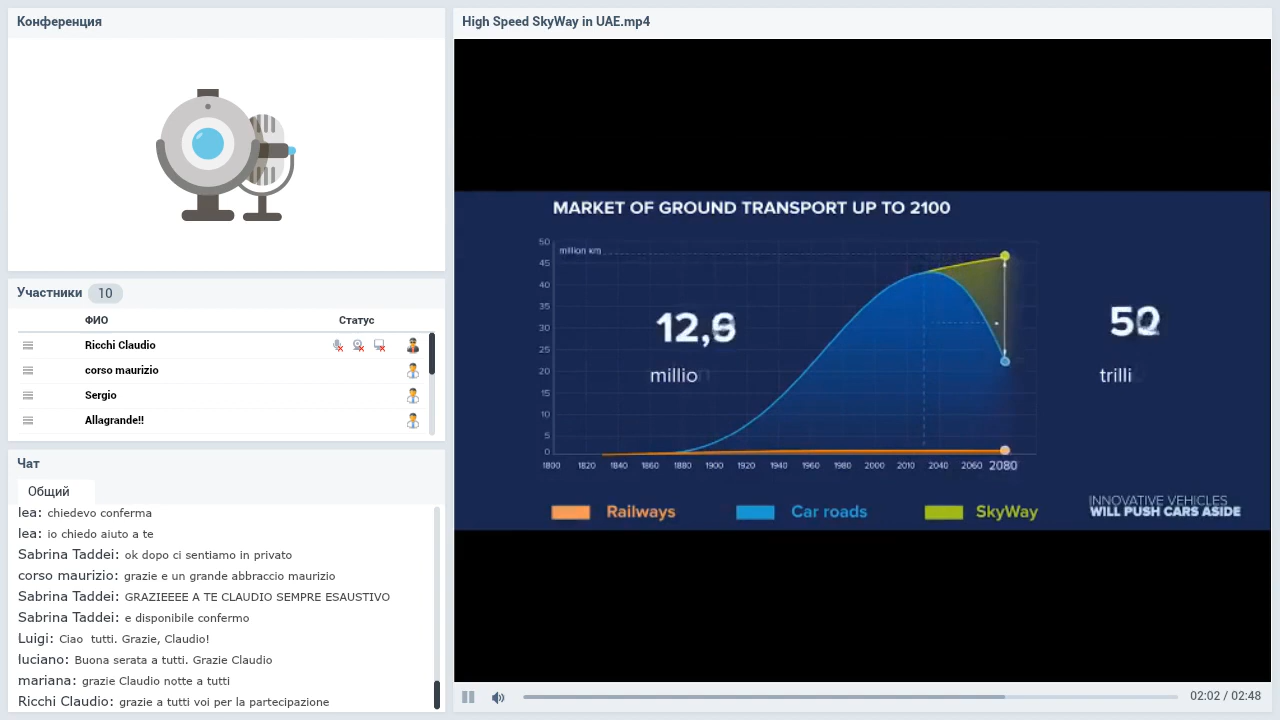 Конференция
Участники 10
ФИО Статус
Ricchi Claudio
corso maurizio
Sergio
Allagrande!!
Чат
Общий
lea: chiedevo conferma
lea: io chiedo aiuto a te
Sabrina Taddei: ok dopo ci sentiamo in privato
corso maurizio: grazie e un grande abbraccio maurizio
Sabrina Taddei: GRAZIEEEE A TE CLAUDIO SEMPRE ESAUSTIVO
Sabrina Taddei: e disponibile confermo
Luigi: Ciao tutti. Grazie, Claudio!
luciano: Buona serata a tutti. Grazie Claudio
mariana: grazie Claudio notte a tutti
Ricchi Claudio: grazie a tutti voi per la partecipazione
High Speed SkyWay in UAE.mp4
MARKET OF GROUND TRANSPORT UP TO 2100
50
million km
45
40
35
30
25
20
15
10
5
0
1800 1820 1840 1860 1880 1900 1920 1940 1960 1980 2000 2010 2040 2060 2080
millio
trilli
Railways Car roads SkyWay
INNOVATIVE VEHICLES
WILL PUSH CARS ASIDE
02:02 / 02:48